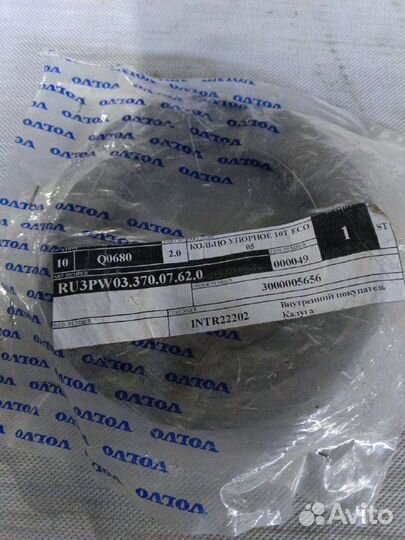 VOLVO
10
Q0680
2.0
КОЛЬЦО УПОРНОЕ 10T ECO
05
000049
1
ST
RU3PW03.370.07.62.0
3000005656
INTR22202
Внутренний покупатель
Калуга
Avito